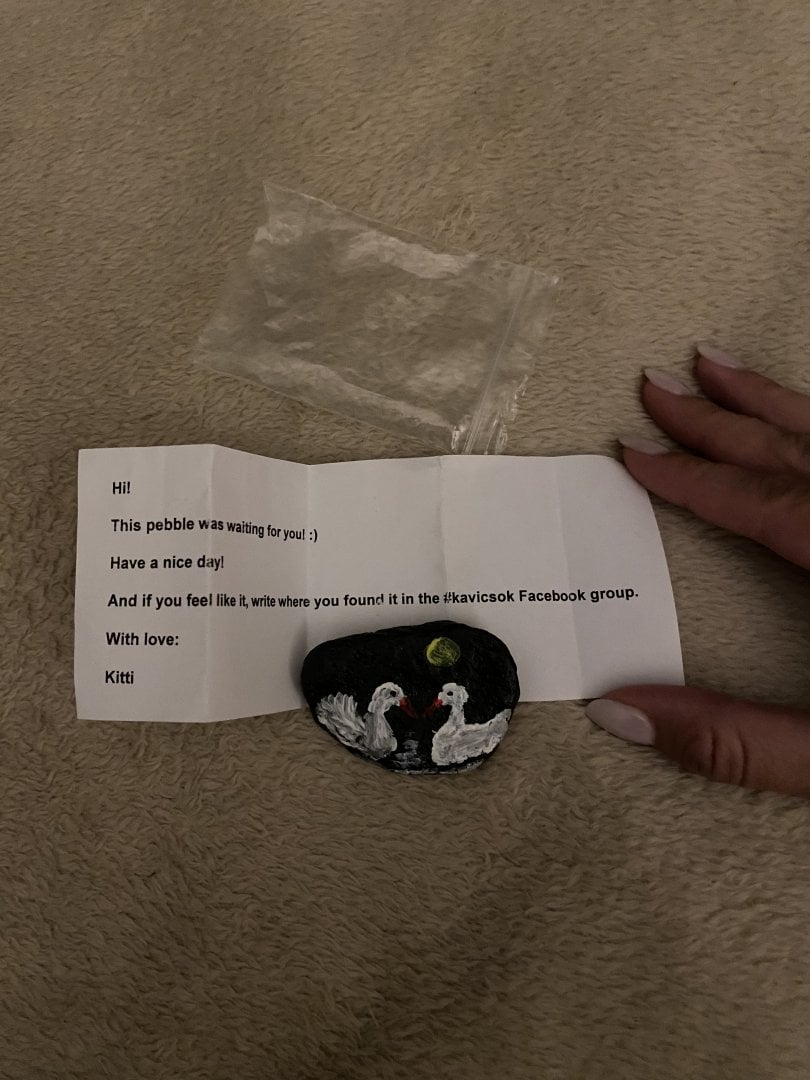 Hi!
This pebble was waiting for you! :)
Have a nice day!
And if you feel like it, write where you found it in the #kavicsok Facebook group.
With love:
Kitti